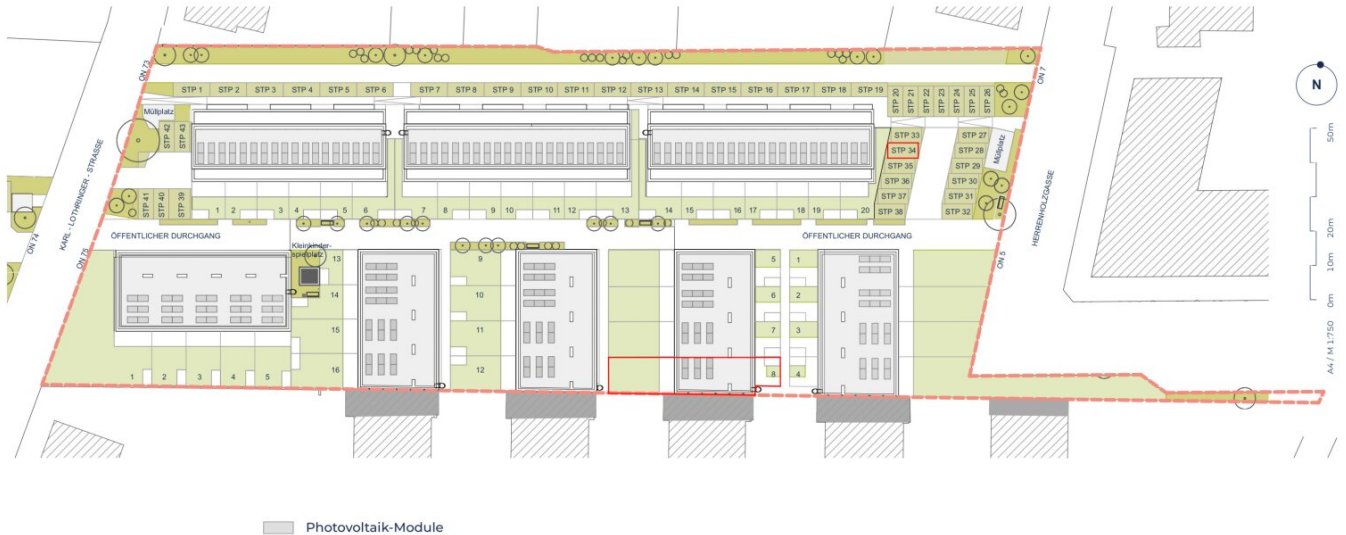 ON 73
ON 7
STP 1 STP 2 STP 3 STP 4 STP 5 STP 6 STP 7 STP 8 STP 9 STP 10 STP 11 STP 12 STP 13 STP 14 STP 15 STP 16 STP 17 STP 18 STP 19 STP 20 STP 21 STP 22 STP 23 STP 24 STP 25 STP 26
N
Müllplatz
STP 42
STP 43
STP 33 STP 27
STP 34 STP 28
STP 35 STP 29
STP 36 STP 30
STP 37 STP 31
STP 38 STP 32
Müllplatz
KARL - LOTHRINGER - STRASSE
HERRENHOLZGASSE
STP 41
STP 40
STP 39
1 2 3 4 5 6 7 8 9 10 11 12 13 14 15 16 17 18 19 20
ON 74
ON 75
ON 5
ÖFFENTLICHER DURCHGANG
ÖFFENTLICHER DURCHGANG
Kleinkinder-
spielplatz
13 9 5 1
14 10 6 2
15 11 7 3
16 12 8 4
1 2 3 4 5
50m
20m
10m
0m
A4 / M 1:750
Photovoltaik-Module